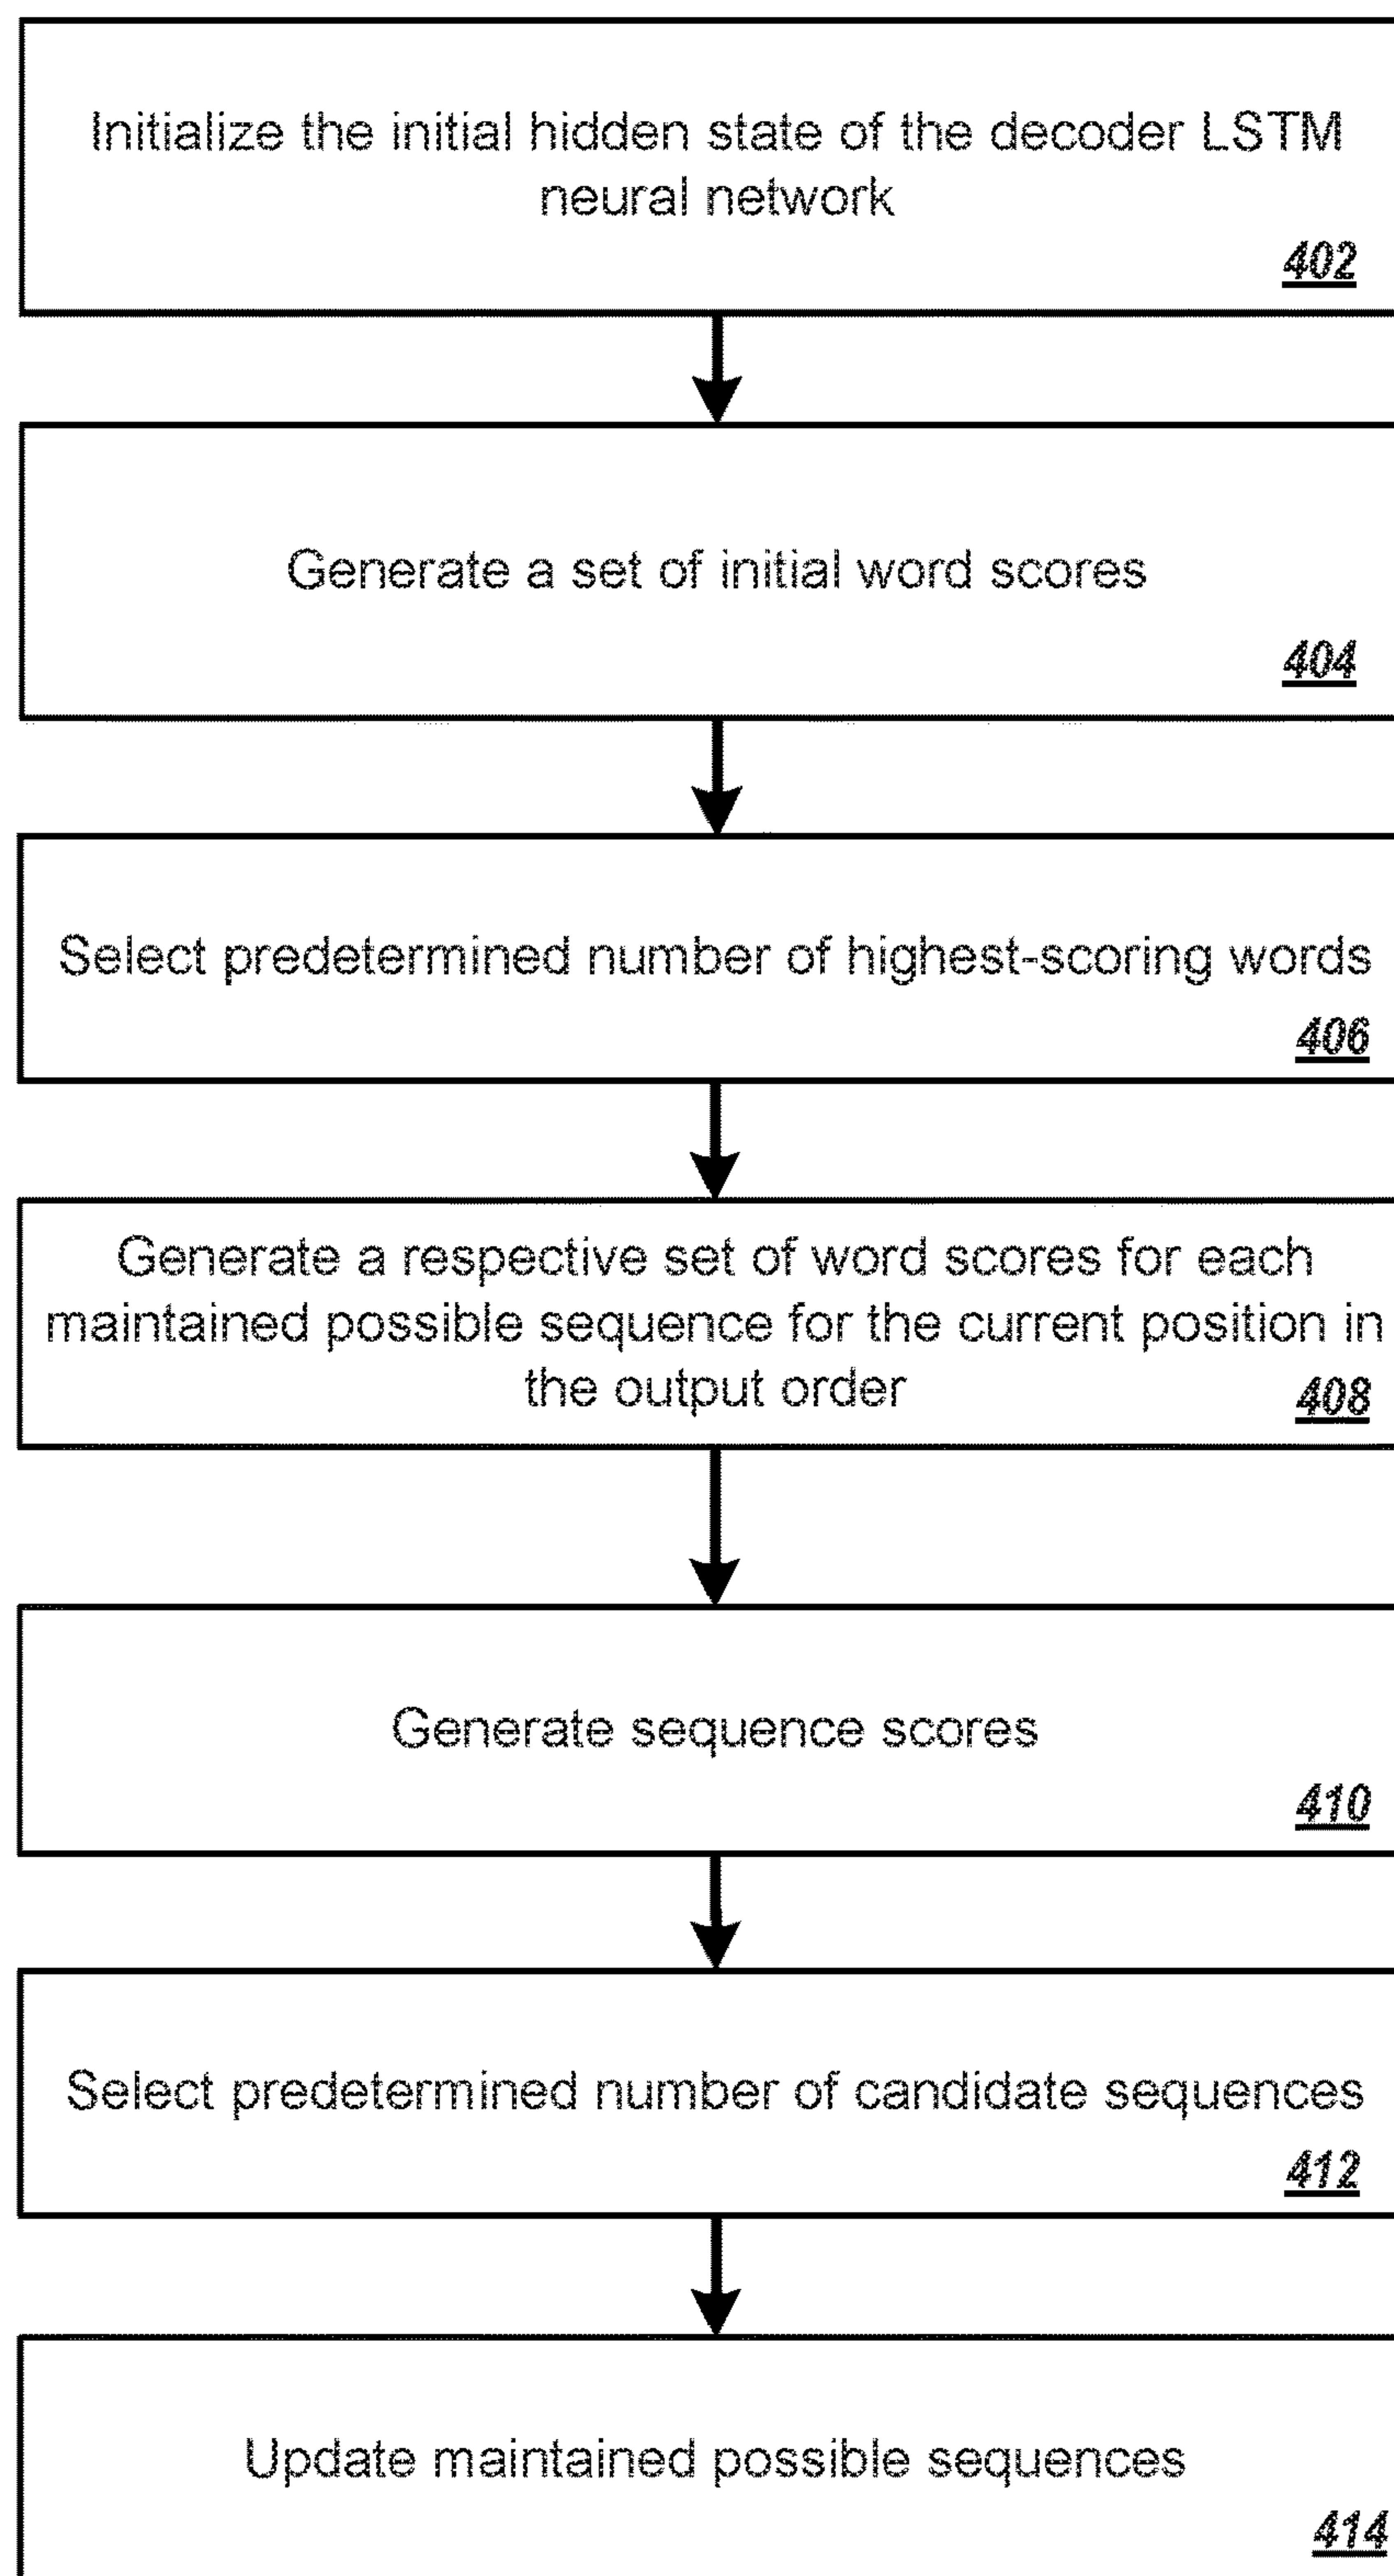 Initialize the initial hidden state of the decoder LSTM
neural network
402
Generate a set of initial word scores
404
Select predetermined number of highest-scoring words
406
Generate a respective set of word scores for each
maintained possible sequence for the current position in
the output order
408
Generate sequence scores
410
Select predetermined number of candidate sequences
412
Update maintained possible sequences
414